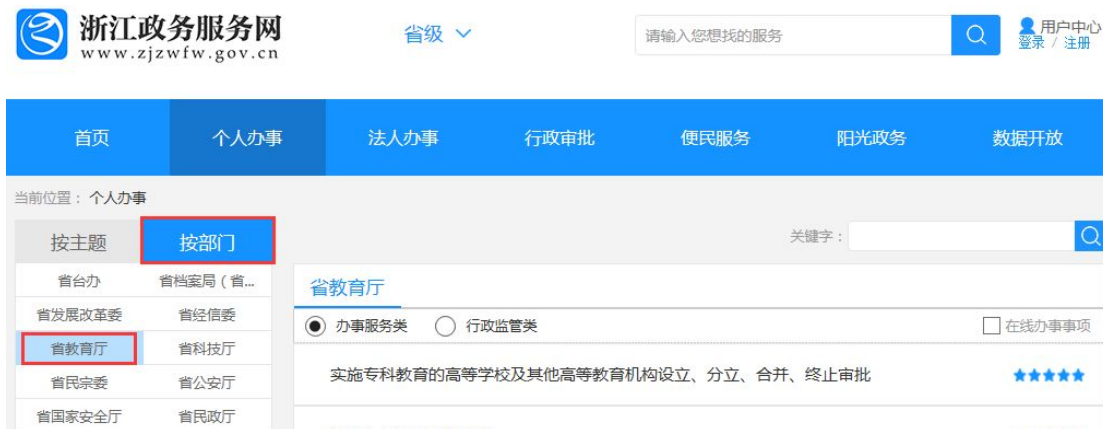 浙江政务服务网
www.zjzwfw.gov.cn
省级
请输入您想找的服务
用户中心
登录 / 注册
首页 个人办事 法人办事 行政审批 便民服务 阳光政务 数据开放
当前位置： 个人办事
按主题 按部门
关键字：
省台办 省档案局（省...
省教育厅
省发展改革委 省经信委
办事服务类 行政监管类 在线办事事项
省教育厅 省科技厅
实施专科教育的高等学校及其他高等教育机构设立、分立、合并、终止审批
省民宗委 省公安厅
省国家安全厅 省民政厅